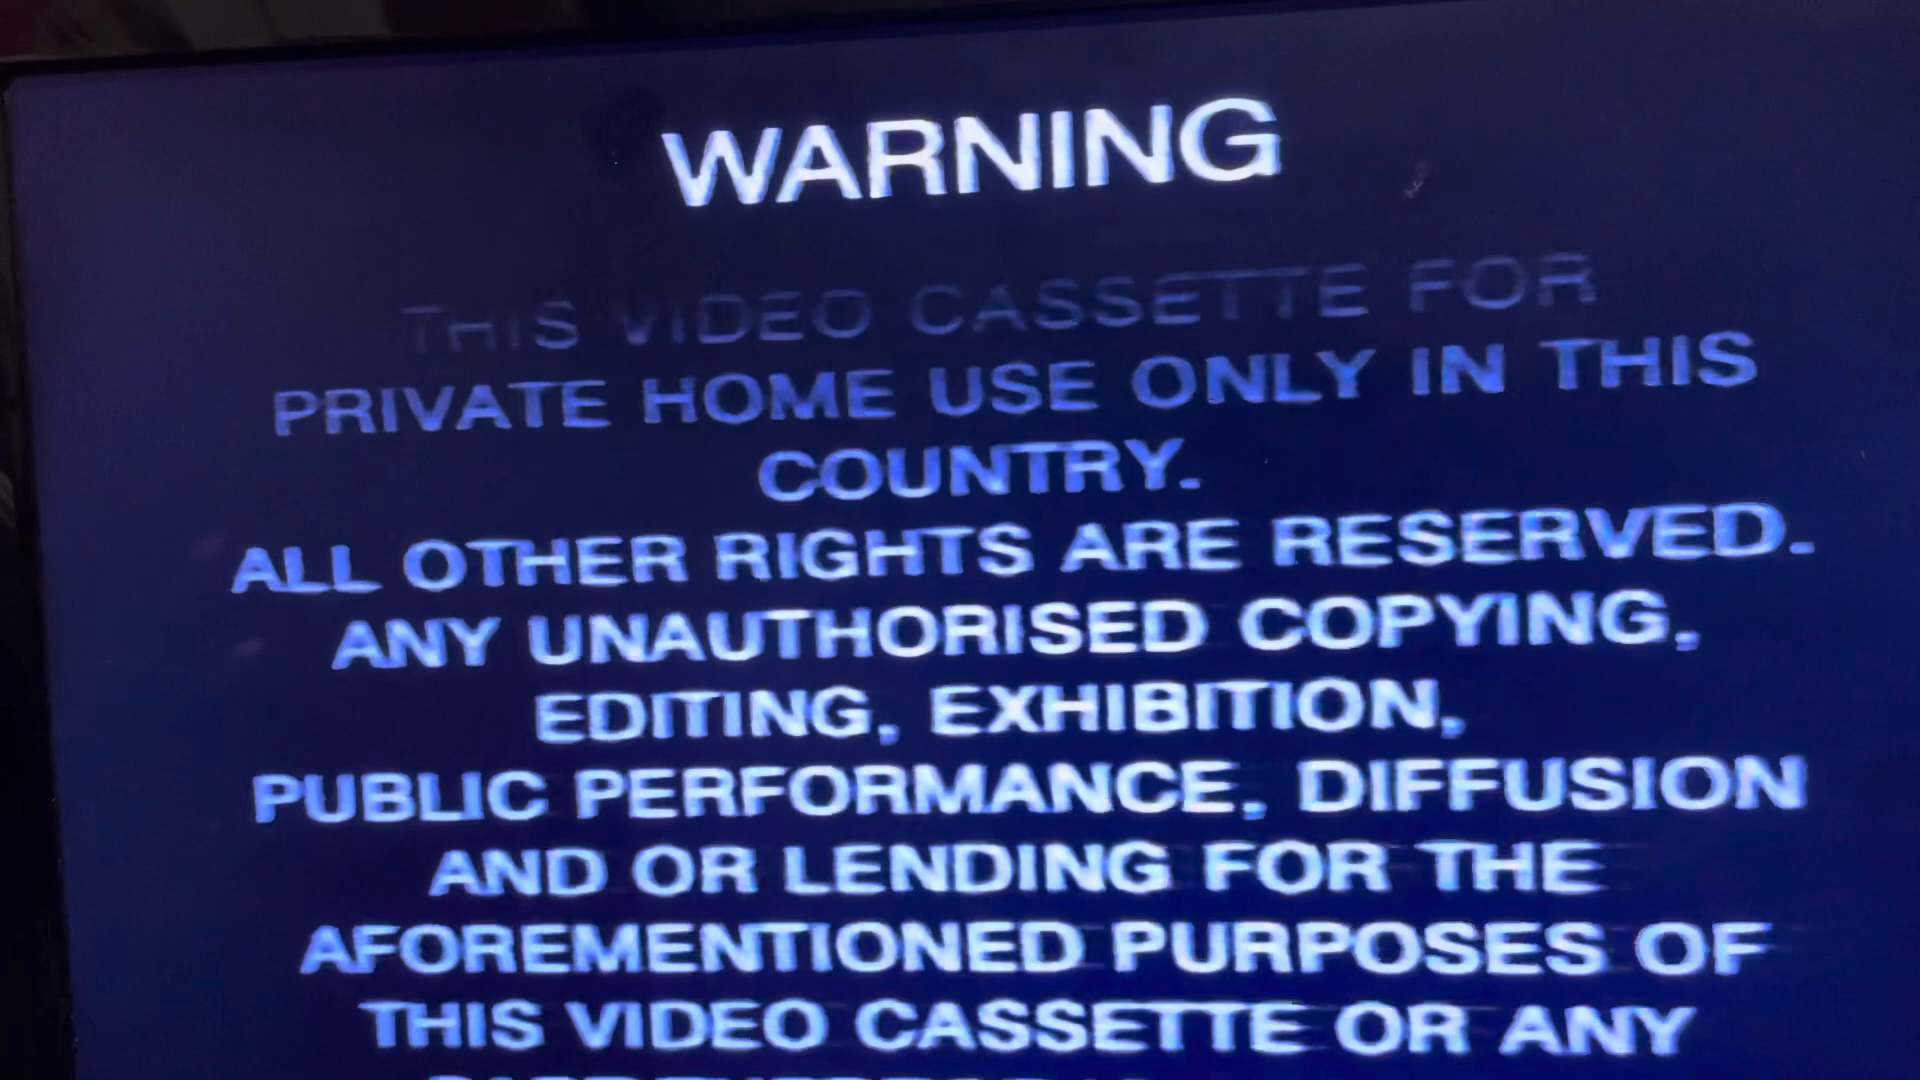 WARNING
THIS VIDEO CASSETTE FOR
PRIVATE HOME USE ONLY IN THIS
COUNTRY.
ALL OTHER RIGHTS ARE RESERVED.
ANY UNAUTHORISED COPYING,
EDITING, EXHIBITION,
PUBLIC PERFORMANCE, DIFFUSION
AND OR LENDING FOR THE
AFOREMENTIONED PURPOSES OF
THIS VIDEO CASSETTE OR ANY